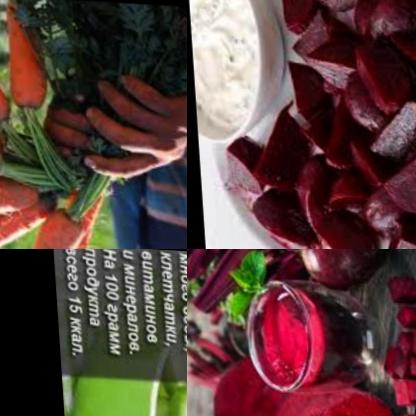 клетчатки,
витаминов
и минералов.
На 100 грамм
продукта
всего 15 ккал.